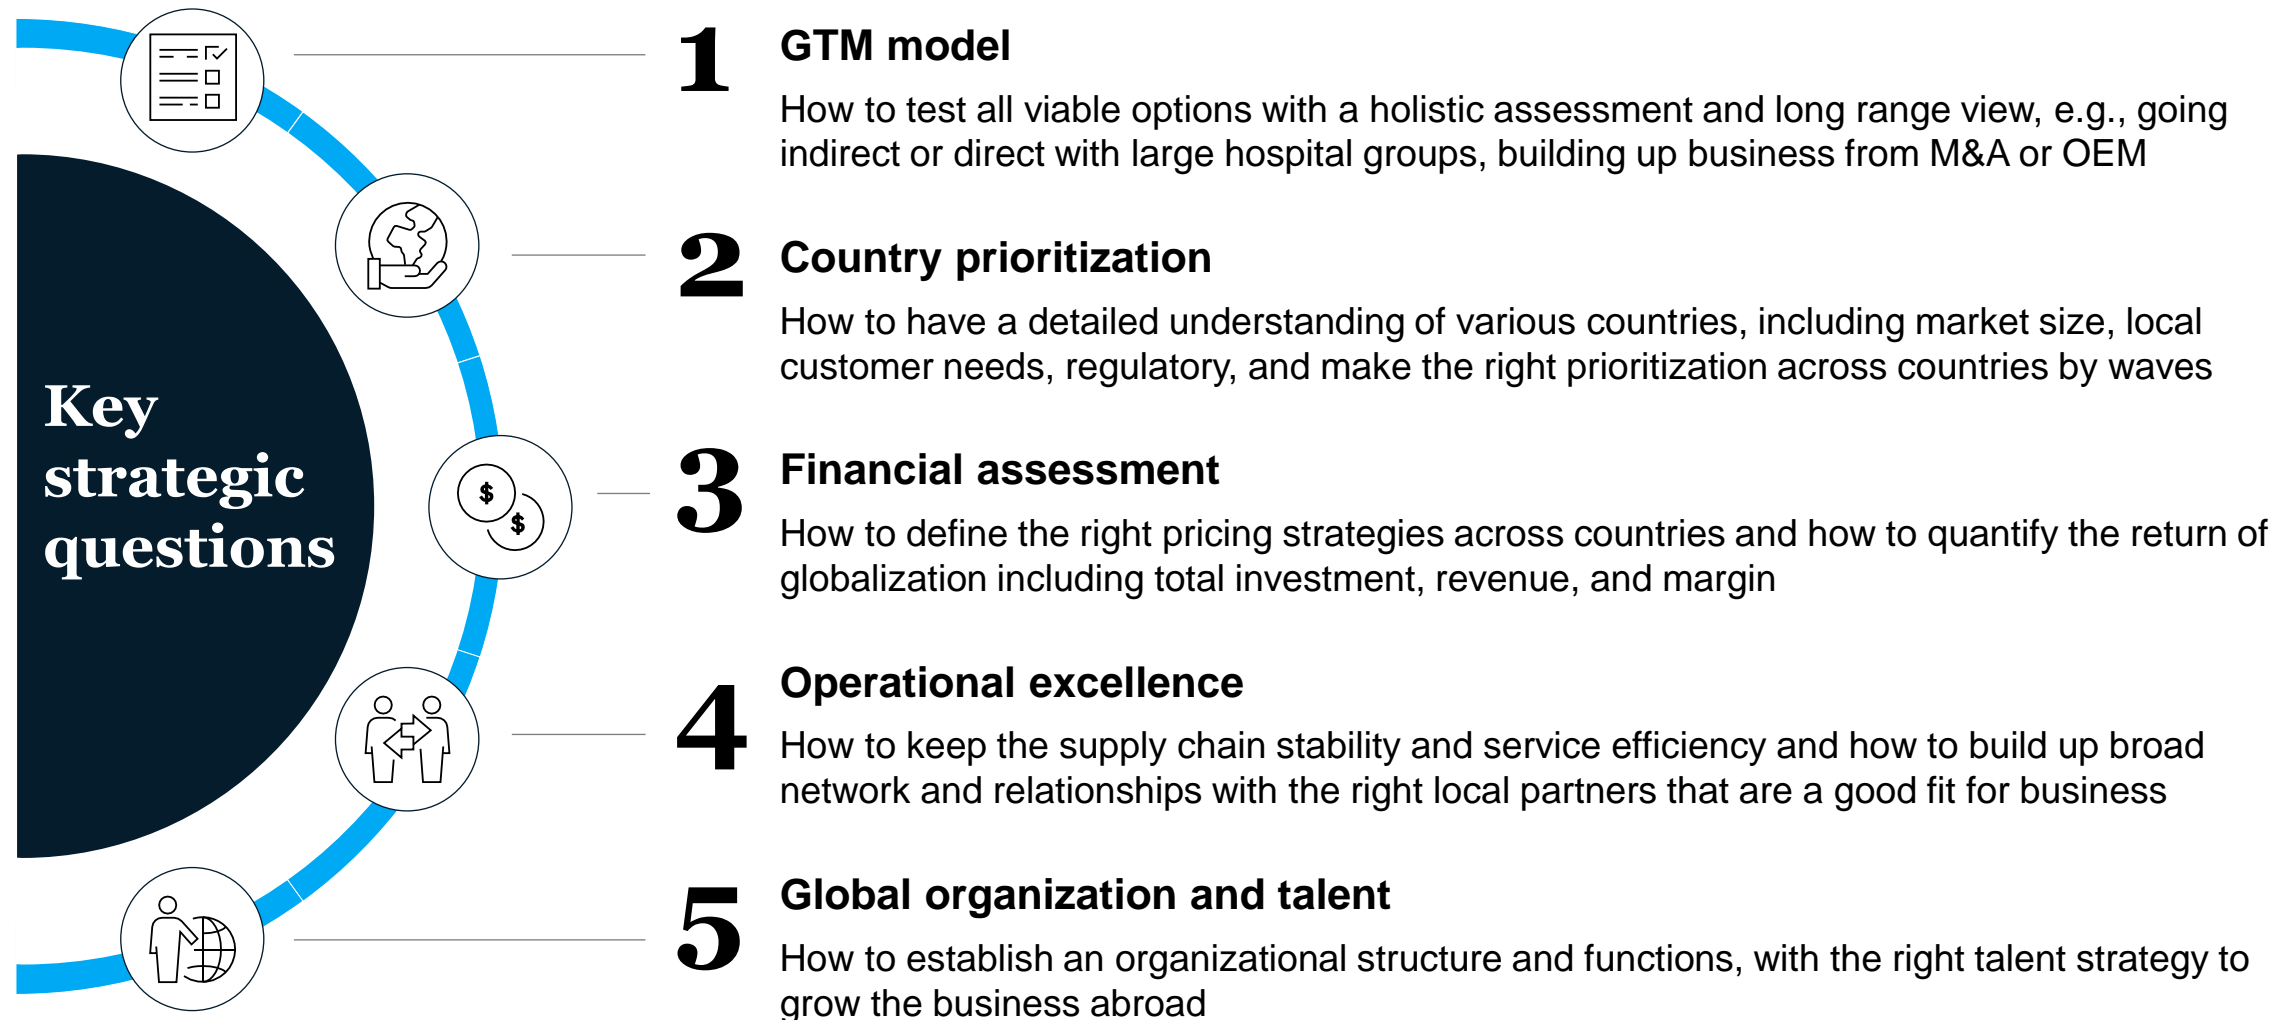 Key
strategic
questions
1
GTM model
How to test all viable options with a holistic assessment and long range view, e.g., going
indirect or direct with large hospital groups, building up business from M&A or OEM
2
Country prioritization
How to have a detailed understanding of various countries, including market size, local
customer needs, regulatory, and make the right prioritization across countries by waves
3
Financial assessment
How to define the right pricing strategies across countries and how to quantify the return of
globalization including total investment, revenue, and margin
$
$
4
Operational excellence
How to keep the supply chain stability and service efficiency and how to build up broad
network and relationships with the right local partners that are a good fit for business
5
Global organization and talent
How to establish an organizational structure and functions, with the right talent strategy to
grow the business abroad